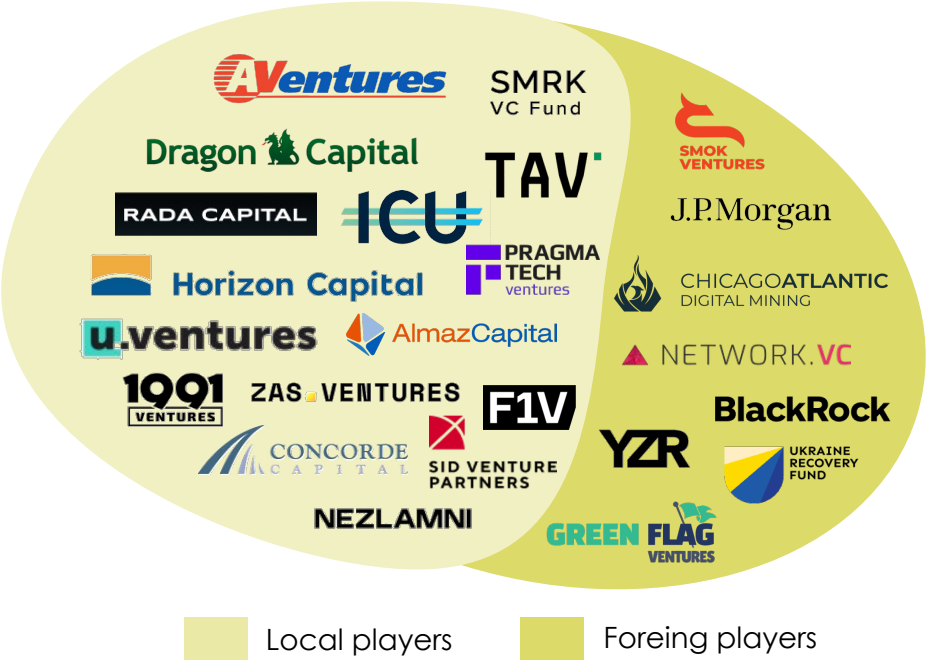 AVentures
SMRK
VC Fund
Dragon Capital
TAV
RADA CAPITAL
ICU
PRAGMA
TECH
ventures
Horizon Capital
u.ventures
AlmazCapital
1991
VENTURES
ZAS VENTURES
F1V
CONCORDE
CAPITAL
SID VENTURE
PARTNERS
NEZLAMNI
SMOK
VENTURES
J.P.Morgan
CHICAGOATLANTIC
DIGITAL MINING
NETWORK.VC
BlackRock
YZR
UKRAINE
RECOVERY
FUND
GREEN FLAG
VENTURES
Local players
Foreing players